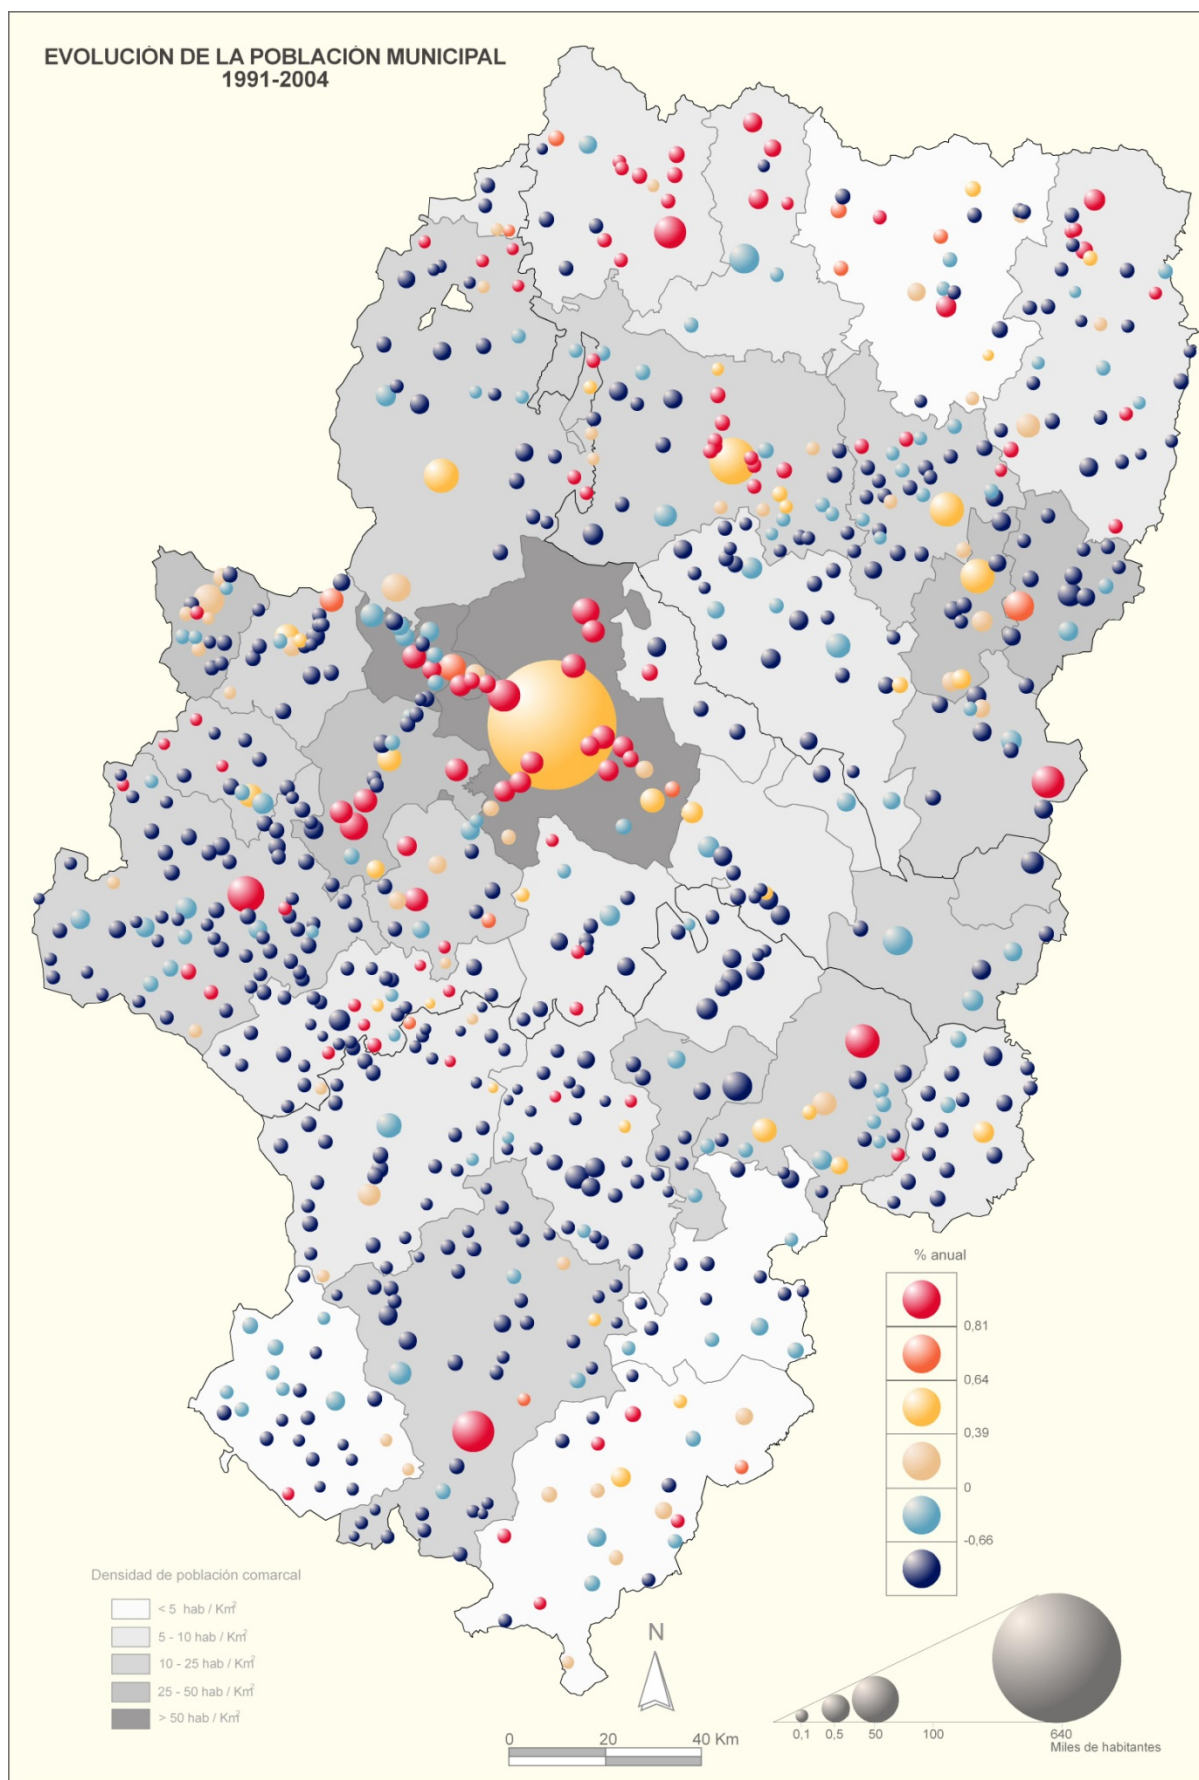 EVOLUCIÓN DE LA POBLACIÓN MUNICIPAL
1991-2004
% anual
0,81
0,64
0,39
0
-0,66
Densidad de población comarcal
< 5 hab / Km²
5 - 10 hab / Km²
10 - 25 hab / Km²
25 - 50 hab / Km²
> 50 hab / Km²
N
0 20 40 Km
0,1 0,5 50 100 640
Miles de habitantes